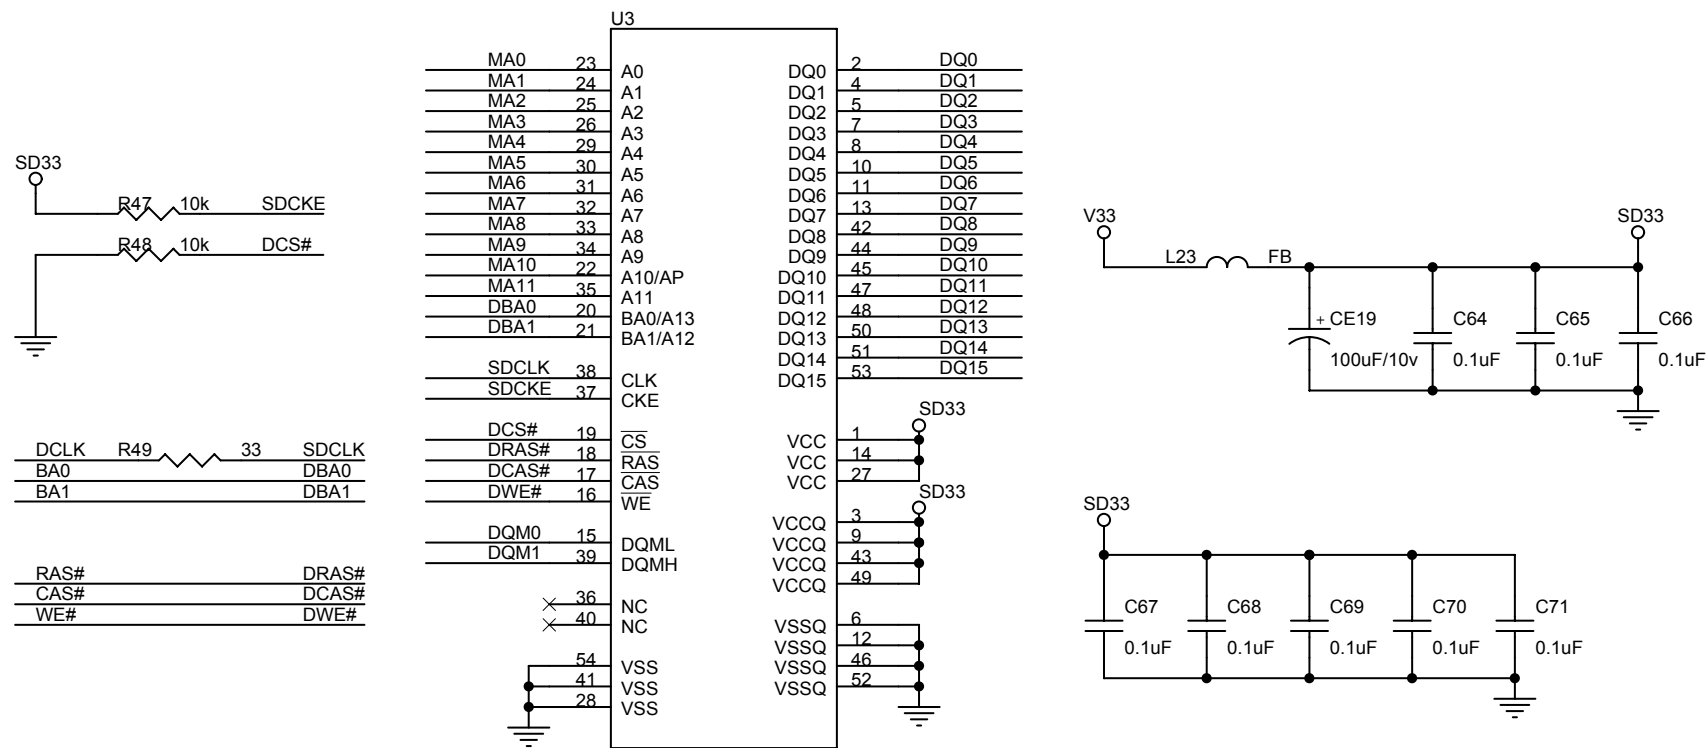 U3
MA0 23 A0 DQ0 2 DQ0
MA1 24 A1 DQ1 4 DQ1
MA2 25 A2 DQ2 5 DQ2
MA3 26 A3 DQ3 7 DQ3
MA4 29 A4 DQ4 8 DQ4
MA5 30 A5 DQ5 10 DQ5
MA6 31 A6 DQ6 11 DQ6
MA7 32 A7 DQ7 13 DQ7
MA8 33 A8 DQ8 42 DQ8
MA9 34 A9 DQ9 44 DQ9
MA10 22 A10/AP DQ10 45 DQ10
MA11 35 A11 DQ11 47 DQ11
DBA0 20 BA0/A13 DQ12 48 DQ12
DBA1 21 BA1/A12 DQ13 50 DQ13
DQ14 51 DQ14
SDCLK 38 CLK DQ15 53 DQ15
SDCKE 37 CKE
SD33
DCS# 19 CS VCC 1
DRAS# 18 RAS VCC 14
DCAS# 17 CAS VCC 27
DWE# 16 WE
SD33
VCCQ 3
DQM0 15 DQML VCCQ 9
DQM1 39 DQMH VCCQ 43
VCCQ 49
36 NC
40 NC VSSQ 6
VSSQ 12
54 VSS VSSQ 46
41 VSS VSSQ 52
28 VSS
SD33
R47 10k SDCKE
R48 10k DCS#
DCLK R49 33 SDCLK
BA0 DBA0
BA1 DBA1
RAS# DRAS#
CAS# DCAS#
WE# DWE#
V33 SD33
L23 FB
+ CE19 C64 C65 C66
100uF/10v 0.1uF 0.1uF 0.1uF
SD33
C67 C68 C69 C70 C71
0.1uF 0.1uF 0.1uF 0.1uF 0.1uF